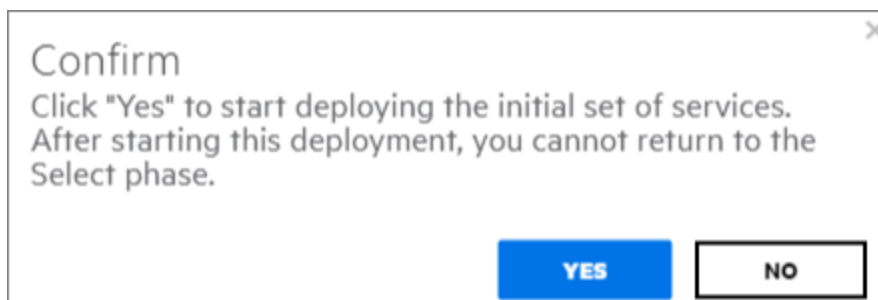 Confirm
Click "Yes" to start deploying the initial set of services.
After starting this deployment, you cannot return to the
Select phase.
YES NO